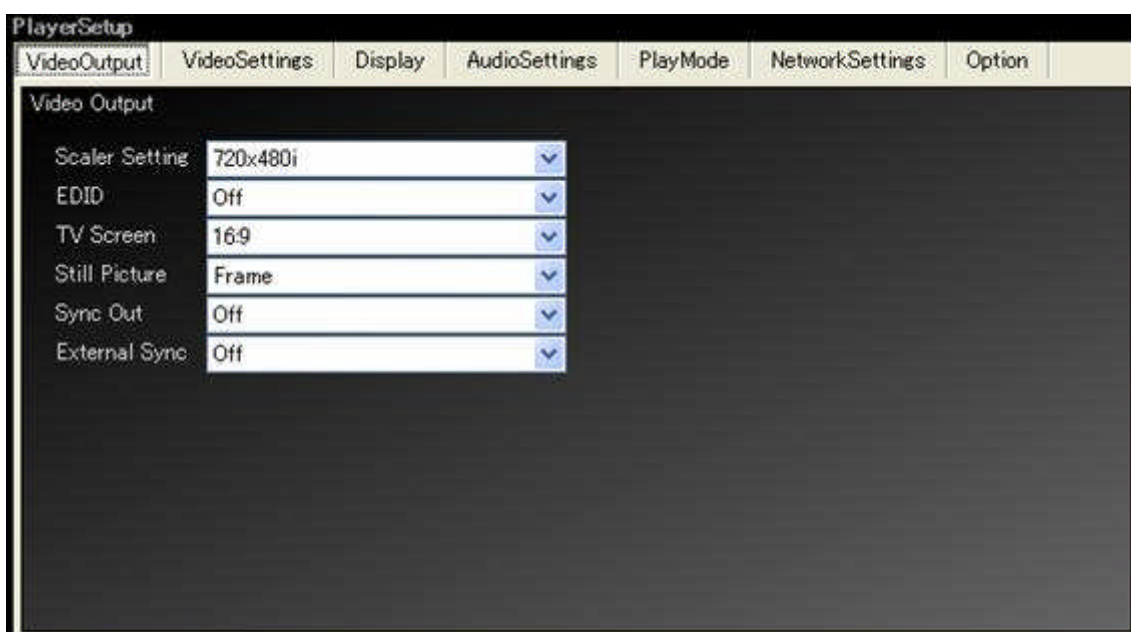 PlayerSetup
VideoOutput VideoSettings Display AudioSettings PlayMode NetworkSettings Option
Video Output
Scaler Setting 720x480i
EDID Off
TV Screen 16:9
Still Picture Frame
Sync Out Off
External Sync Off